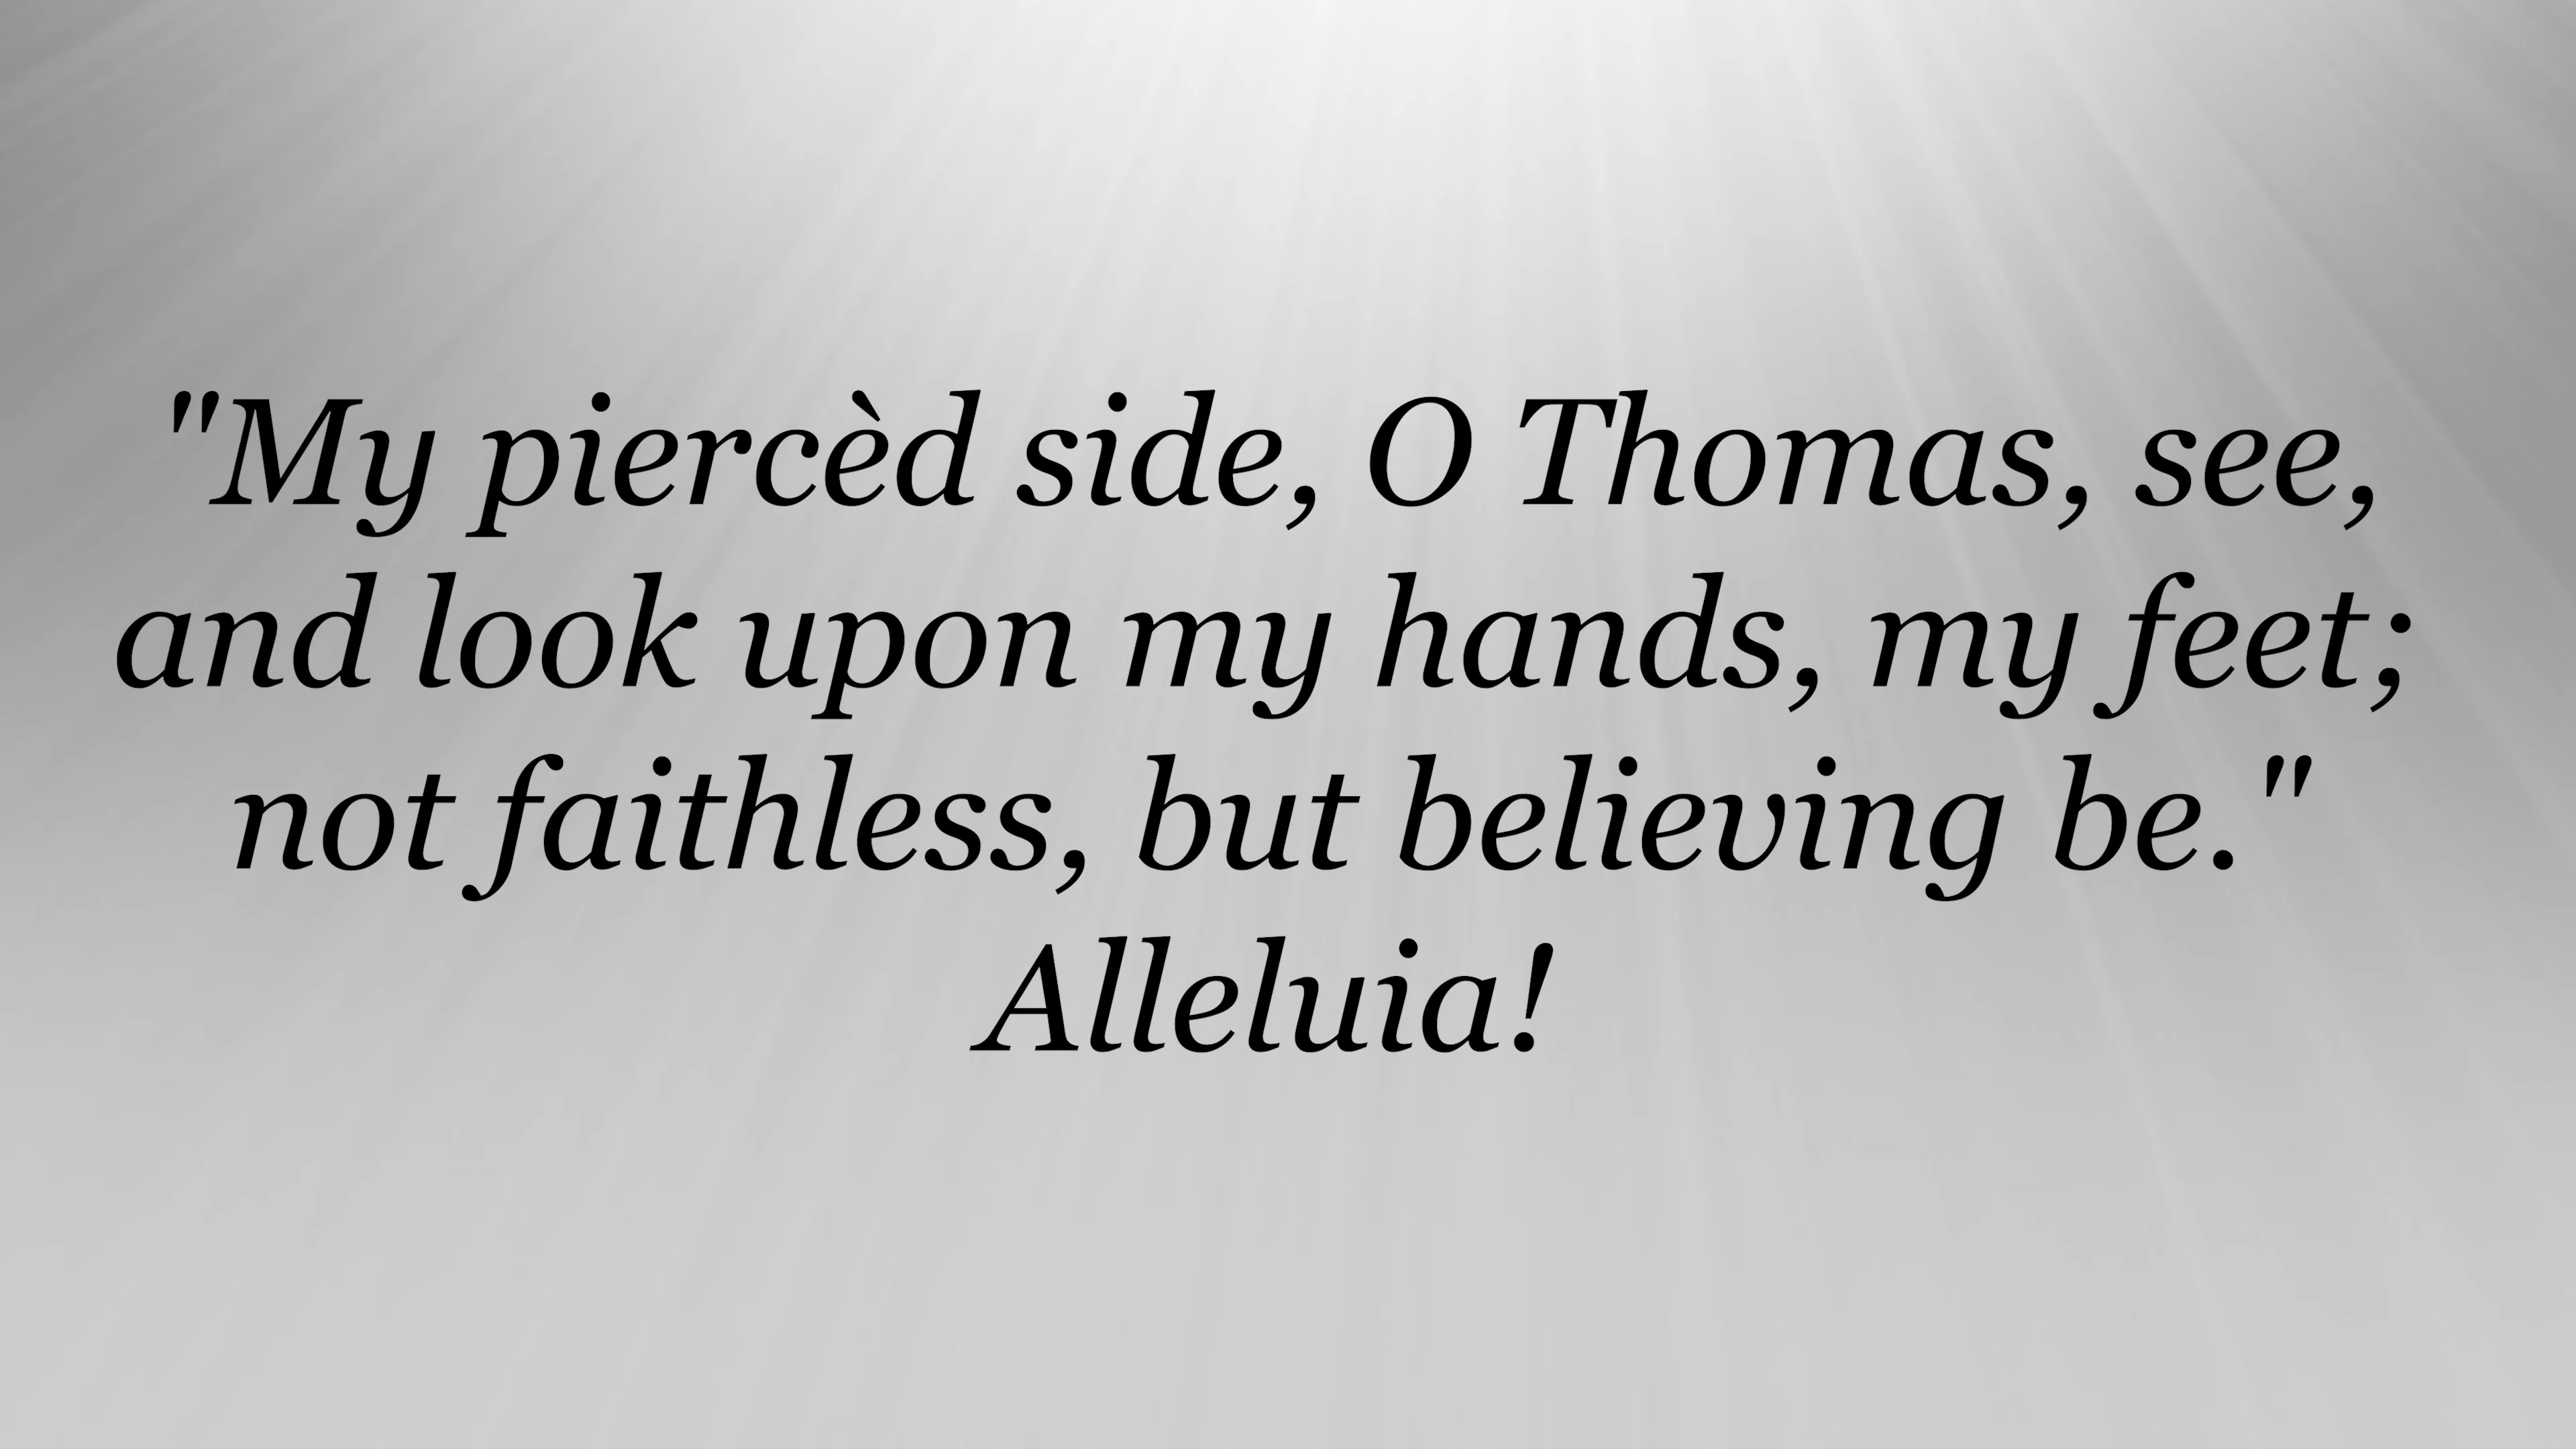 "My piercèd side, O Thomas, see,
and look upon my hands, my feet;
not faithless, but believing be."
Alleluia!